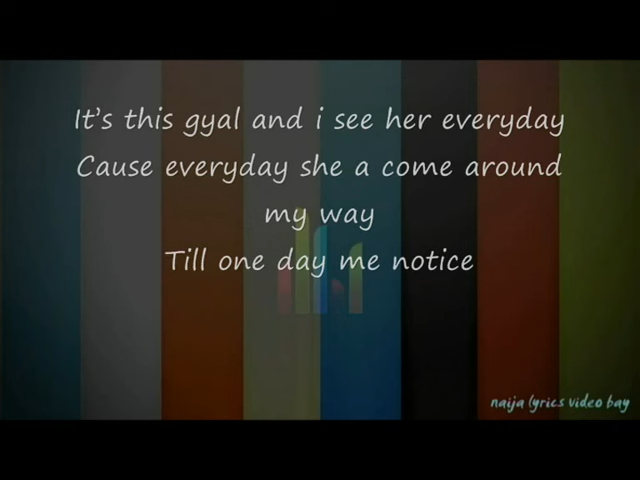 It's this gyal and i see her everyday
Cause everyday she a come around
my way
Till one day me notice
naija lyrics video bay